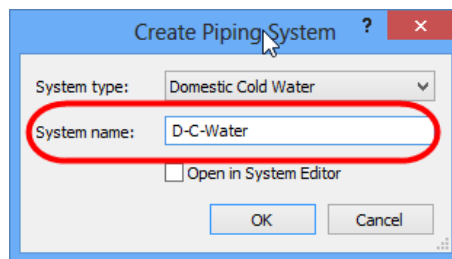 Create Piping System ?
System type: Domestic Cold Water
System name: D-C-Water
Open in System Editor
OK Cancel